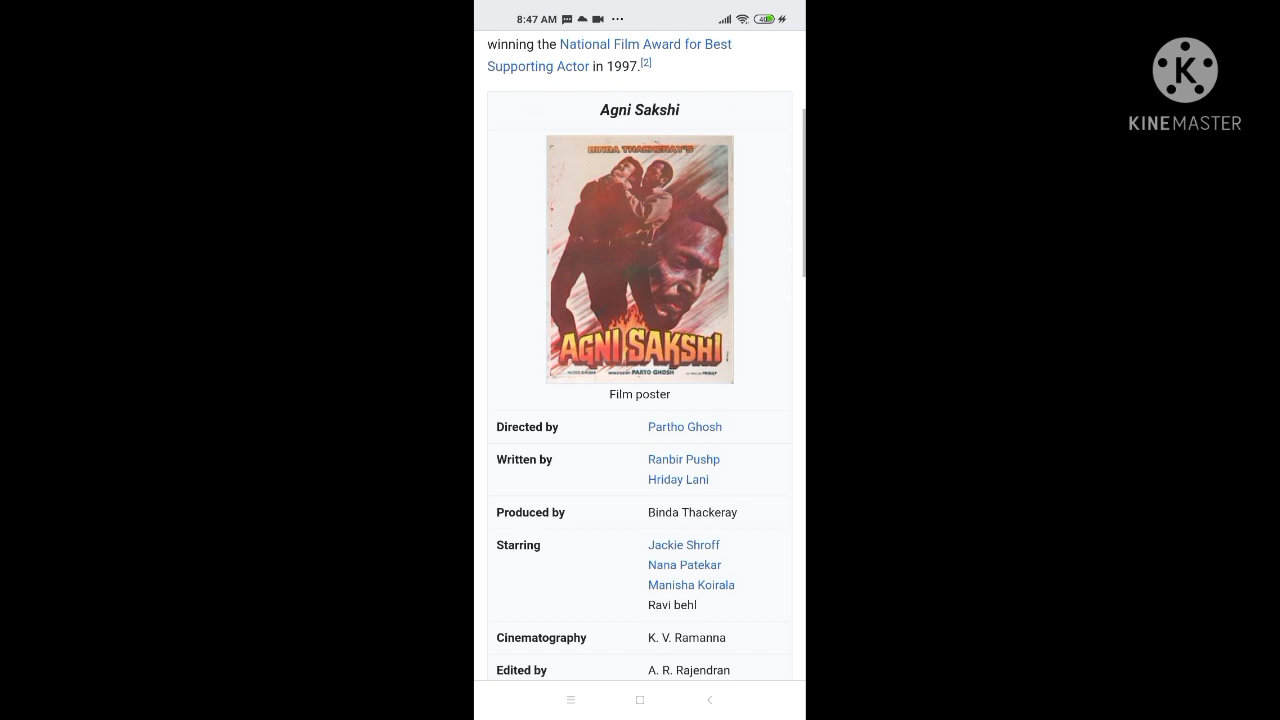 8:47 AM
40
KINEMASTER
K
winning the National Film Award for Best
Supporting Actor in 1997.[2]
Agni Sakshi
BINDA THACKERAY'S
AGNI SAKSHI
PARTO GHOSH
Film poster
Directed by Partho Ghosh
Written by Ranbir Pushp
Hriday Lani
Produced by Binda Thackeray
Starring Jackie Shroff
Nana Patekar
Manisha Koirala
Ravi behl
Cinematography K. V. Ramanna
Edited by A. R. Rajendran